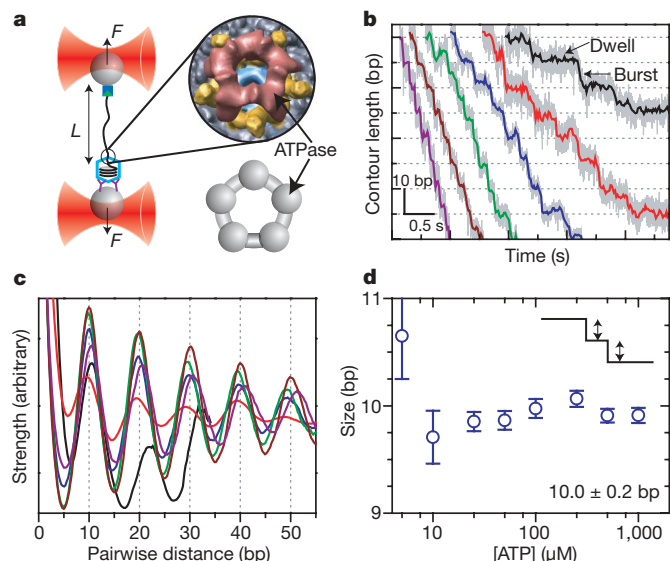 a
F
L
F
ATPase
b
Contour length (bp)
Dwell
Burst
10 bp
0.5 s
Time (s)
c
Strength (arbitrary)
0 10 20 30 40 50
Pairwise distance (bp)
d
Size (bp)
11
10
9
10.0 ± 0.2 bp
10 100 1,000
[ATP] (µM)